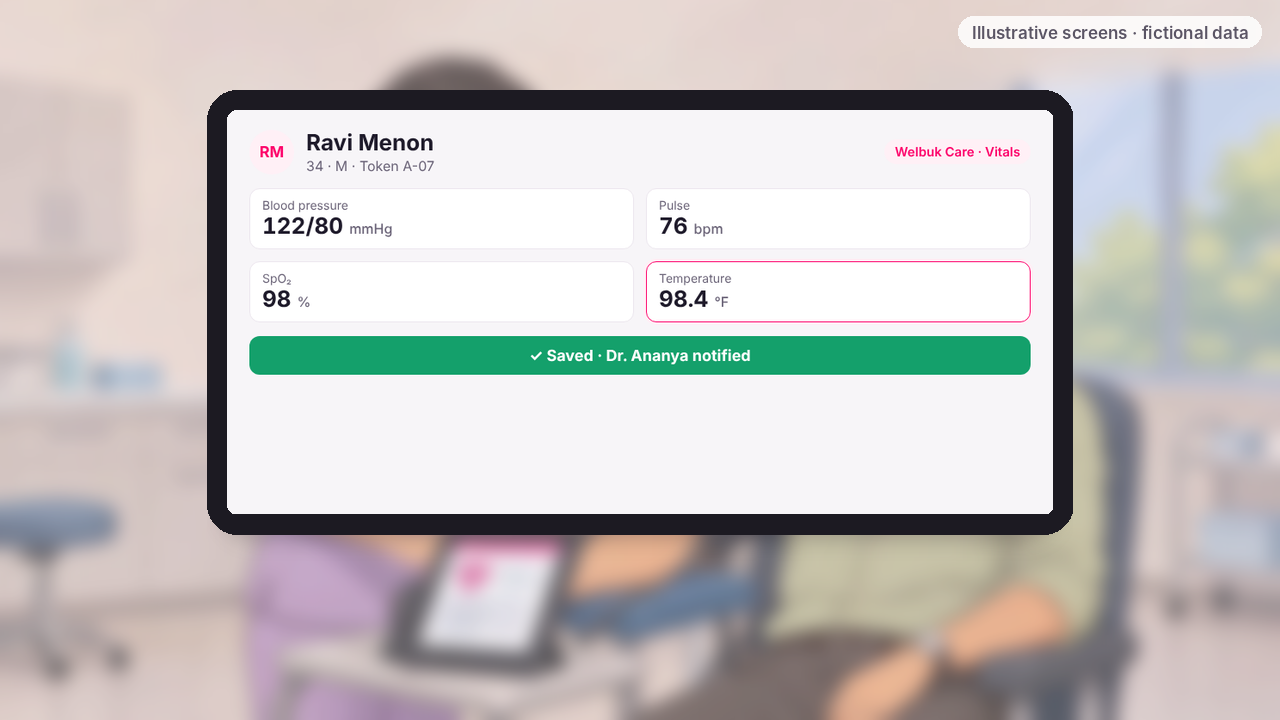 Illustrative screens · fictional data
RM
Ravi Menon
34 · M · Token A-07
Welbuk Care · Vitals
Blood pressure
122/80 mmHg
Pulse
76 bpm
SpO₂
98 %
Temperature
98.4 °F
✓ Saved · Dr. Ananya notified